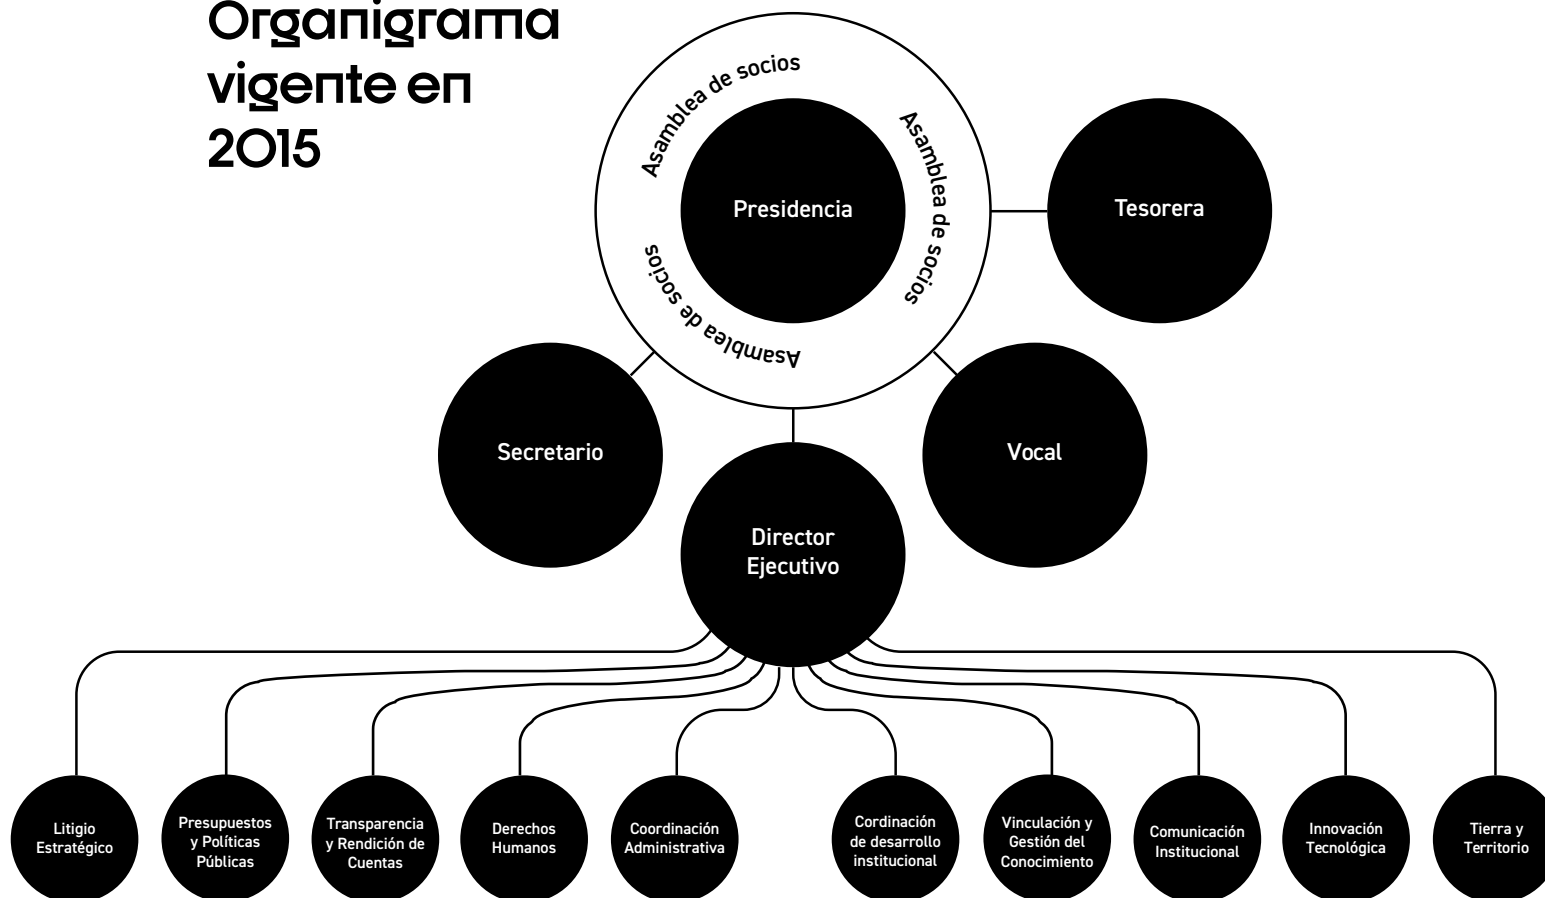 Organigrama
vigente en
2015
Asamblea de socios
Asamblea de socios
Asamblea de socios
Presidencia
Tesorera
Secretario
Vocal
Director
Ejecutivo
Litigio
Estratégico
Presupuestos
y Políticas
Públicas
Transparencia
y Rendición de
Cuentas
Derechos
Humanos
Coordinación
Administrativa
Cordinación
de desarrollo
institucional
Vinculación y
Gestión del
Conocimiento
Comunicación
Institucional
Innovación
Tecnológica
Tierra y
Territorio